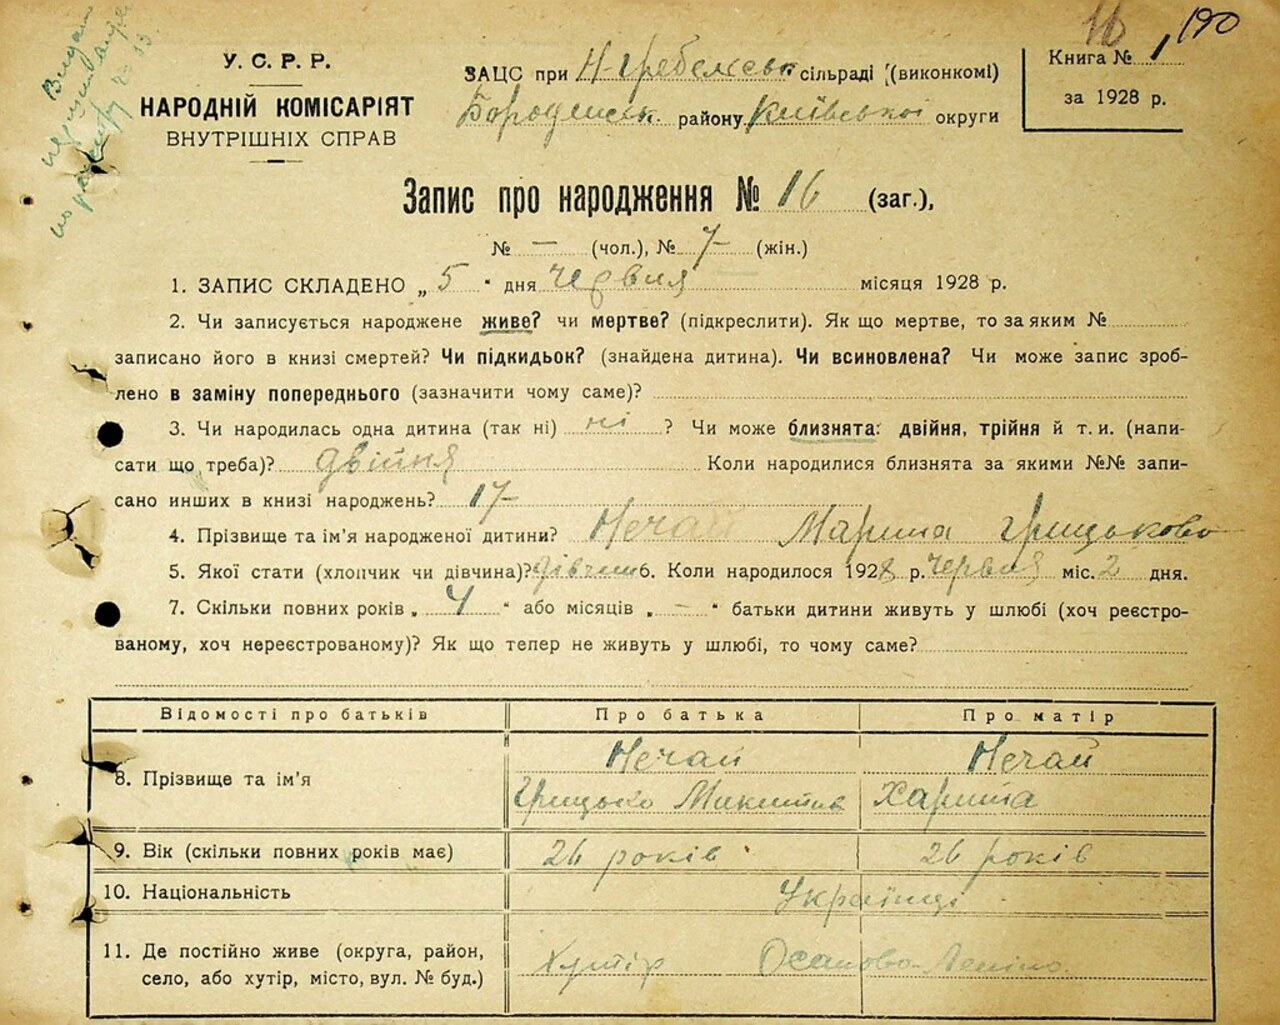 16 190
У. С. Р. Р.
НАРОДНІЙ КОМІСАРІЯТ
ВНУТРІШНІХ СПРАВ
ЗАЦС при Н-Гребельськ. сільраді (виконкомі)
Бородянськ. району Київської округи
Книга № 1
за 1928 р.
Запис про народження № 16 (заг.),
№ — (чол.), № 7 (жін.)
1. ЗАПИС СКЛАДЕНО „ 5 " дня червня місяця 1928 р.
2. Чи записується народжене живе? чи мертве? (підкреслити). Як що мертве, то за яким №
записано його в книзі смертей? Чи підкидьок? (знайдена дитина). Чи всиновлена? Чи може запис зроб-
лено в заміну попереднього (зазначити чому саме)?
3. Чи народилась одна дитина (так ні) ні ? Чи може близнята: двійня, трійня й т. и. (напи-
сати що треба)? двійня Коли народилися близнята за якими №№ запи-
сано инших в книзі народжень? 17
4. Прізвище та ім'я народженої дитини? Нечай Марина Грицьково
5. Якої стати (хлопчик чи дівчина)? дівчина 6. Коли народилося 1928 р. червня міс. 2 дня.
7. Скільки повних років „ 4 " або місяців „ — " батьки дитини живуть у шлюбі (хоч реєстро-
ваному, хоч нереєстрованому)? Як що тепер не живуть у шлюбі, то чому саме?
Відомості про батьків Про батька Про матір
8. Прізвище та ім'я Нечай Грицько Микитив Нечай Харита
9. Вік (скільки повних років має) 26 років 26 років
10. Національність Українці
11. Де постійно живе (округа, район,
село, або хутір, місто, вул. № буд.) Хутір Осапово-Леніно